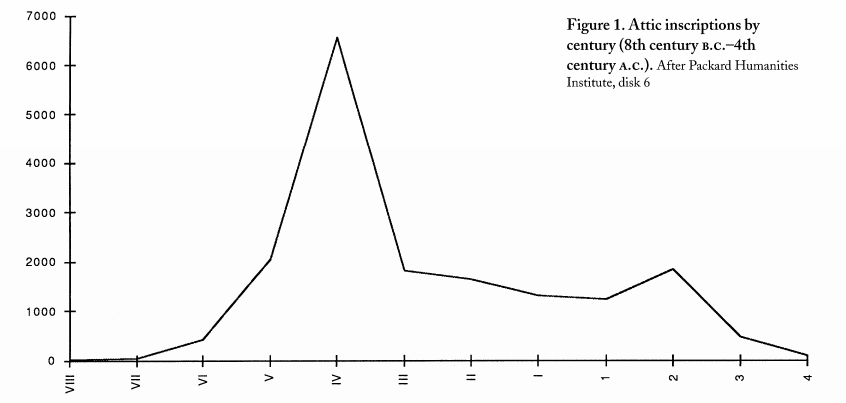 Figure 1. Attic inscriptions by
century (8th century B.C.–4th
century A.C.). After Packard Humanities
Institute, disk 6
7000
6000
5000
4000
3000
2000
1000
0
VIII
VII
VI
V
IV
III
II
I
1
2
3
4